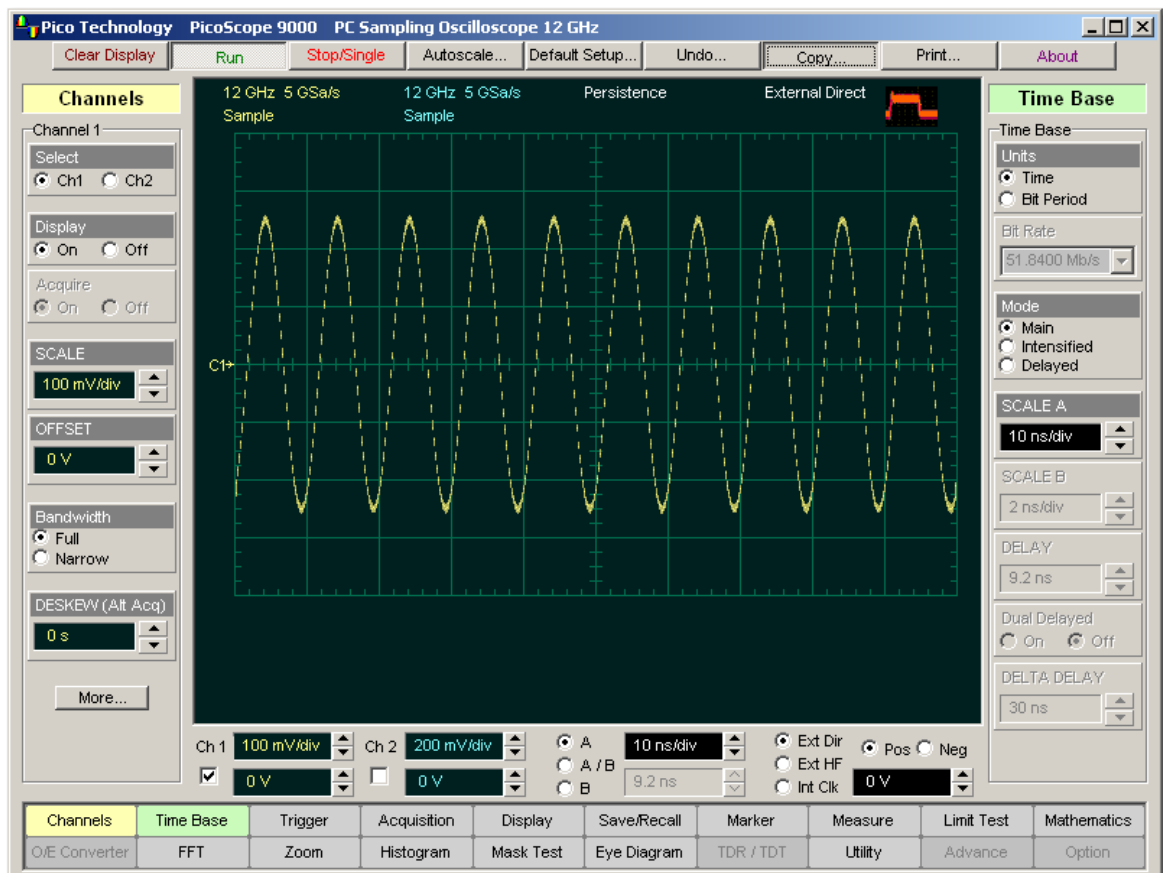 Pico Technology PicoScope 9000 PC Sampling Oscilloscope 12 GHz
Clear Display Run Stop/Single Autoscale... Default Setup... Undo... Copy... Print... About
Channels
Channel 1
Select
Ch1 Ch2
Display
On Off
Acquire
On Off
SCALE
100 mV/div
OFFSET
0 V
Bandwidth
Full
Narrow
DESKEW (Alt Acq)
0 s
More...
12 GHz 5 GSa/s 12 GHz 5 GSa/s Persistence External Direct
Sample Sample
C1
Time Base
Time Base
Units
Time
Bit Period
Bit Rate
51.8400 Mb/s
Mode
Main
Intensified
Delayed
SCALE A
10 ns/div
SCALE B
2 ns/div
DELAY
9.2 ns
Dual Delayed
On Off
DELTA DELAY
30 ns
Ch 1 100 mV/div Ch 2 200 mV/div A 10 ns/div Ext Dir Pos Neg
A / B Ext HF
0 V 0 V B 9.2 ns Int Clk 0 V
Channels Time Base Trigger Acquisition Display Save/Recall Marker Measure Limit Test Mathematics
O/E Converter FFT Zoom Histogram Mask Test Eye Diagram TDR / TDT Utility Advance Option